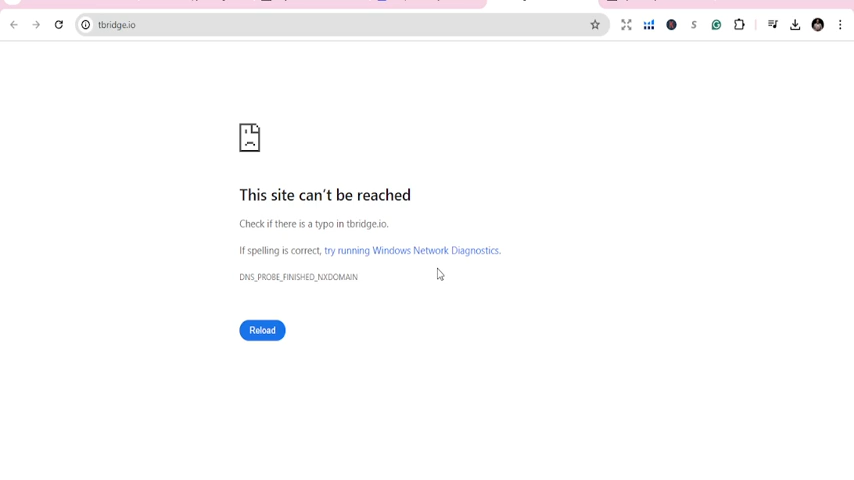 tbridge.io
This site can't be reached
Check if there is a typo in tbridge.io.
If spelling is correct, try running Windows Network Diagnostics.
DNS_PROBE_FINISHED_NXDOMAIN
Reload